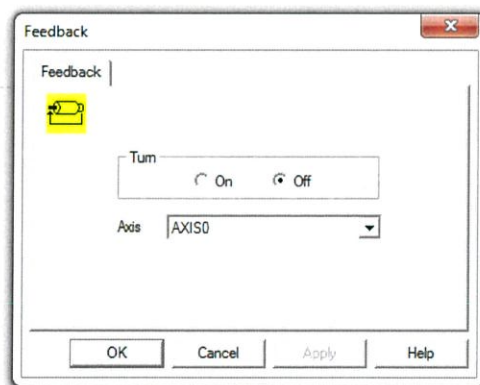 Feedback
Feedback
Turn
On Off
Axis AXIS0
OK Cancel Apply Help